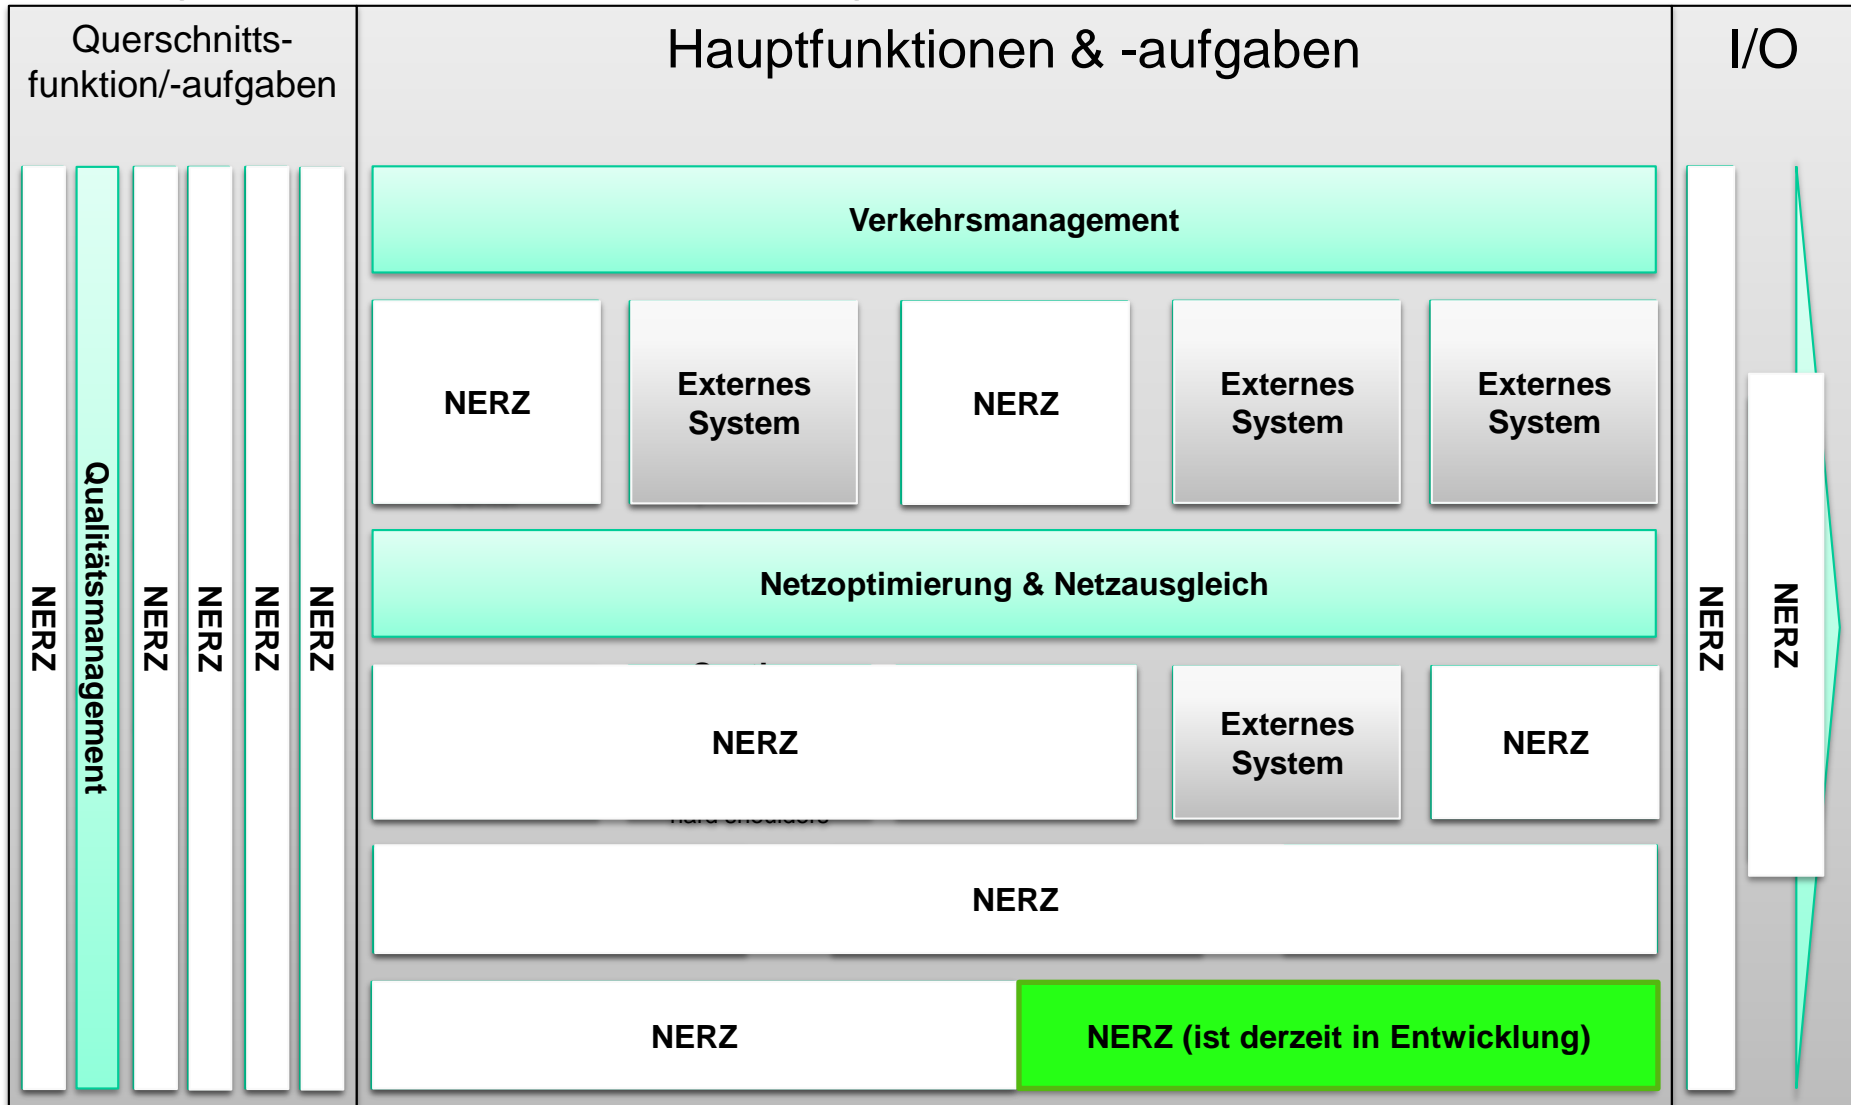 Querschnitts-
funktion/-aufgaben
Hauptfunktionen & -aufgaben
I/O
NERZ
Qualitätsmanagement
NERZ
NERZ
NERZ
NERZ
Verkehrsmanagement
NERZ
Externes
System
NERZ
Externes
System
Externes
System
Netzoptimierung & Netzausgleich
NERZ
Externes
System
NERZ
NERZ
NERZ
NERZ (ist derzeit in Entwicklung)
NERZ
NERZ